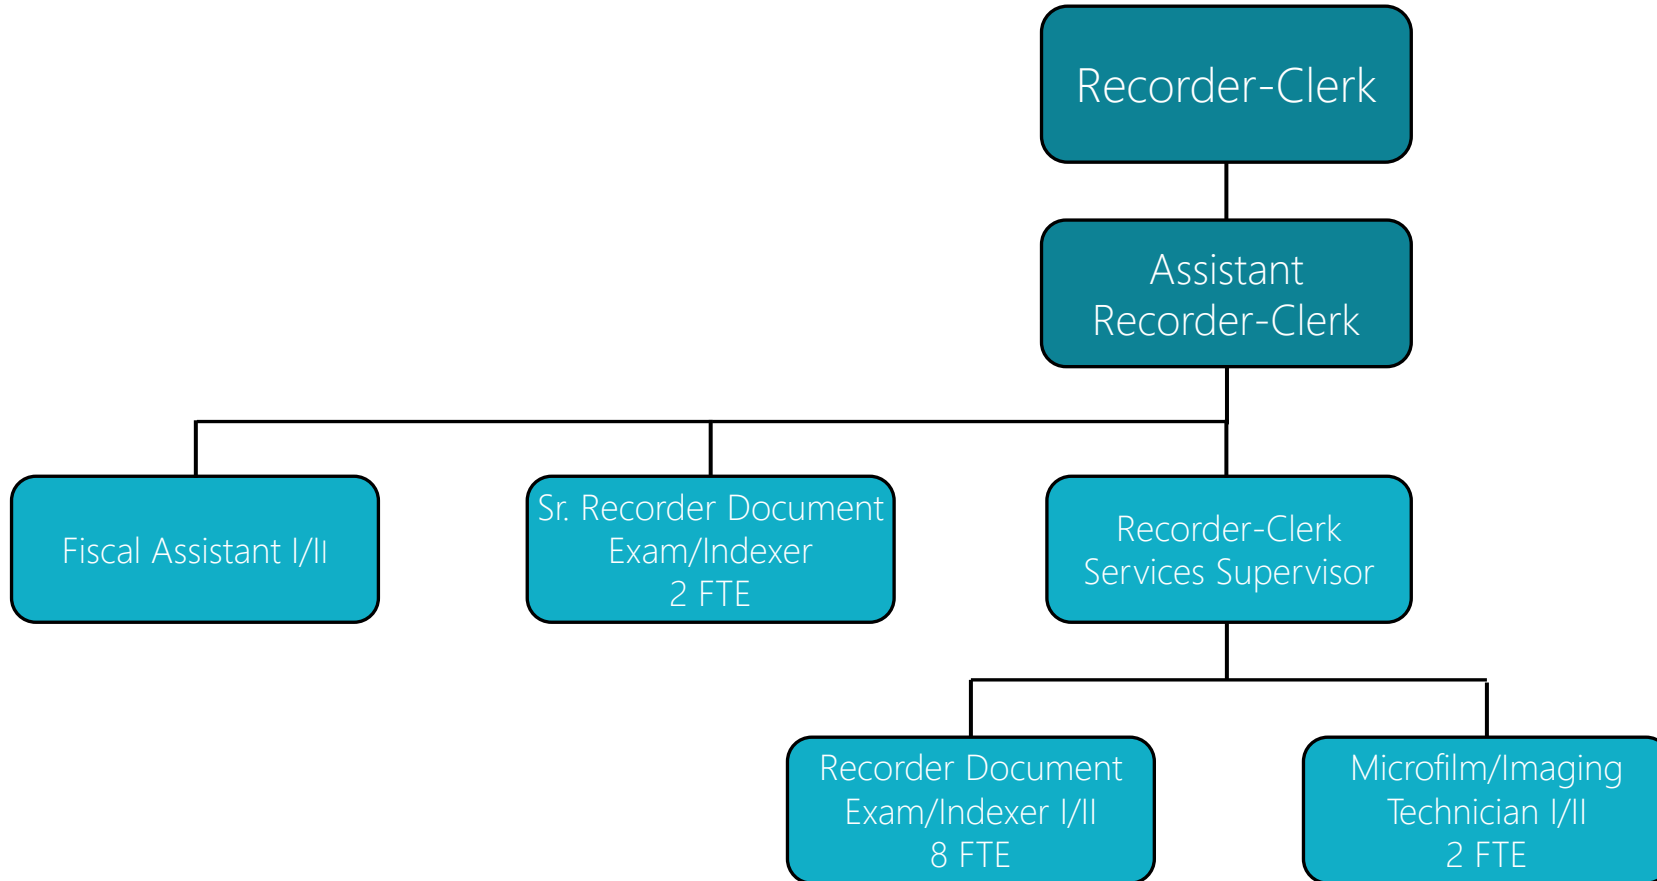 Recorder-Clerk
Assistant
Recorder-Clerk
Fiscal Assistant I/II
Sr. Recorder Document
Exam/Indexer
2 FTE
Recorder-Clerk
Services Supervisor
Recorder Document
Exam/Indexer I/II
8 FTE
Microfilm/Imaging
Technician I/II
2 FTE